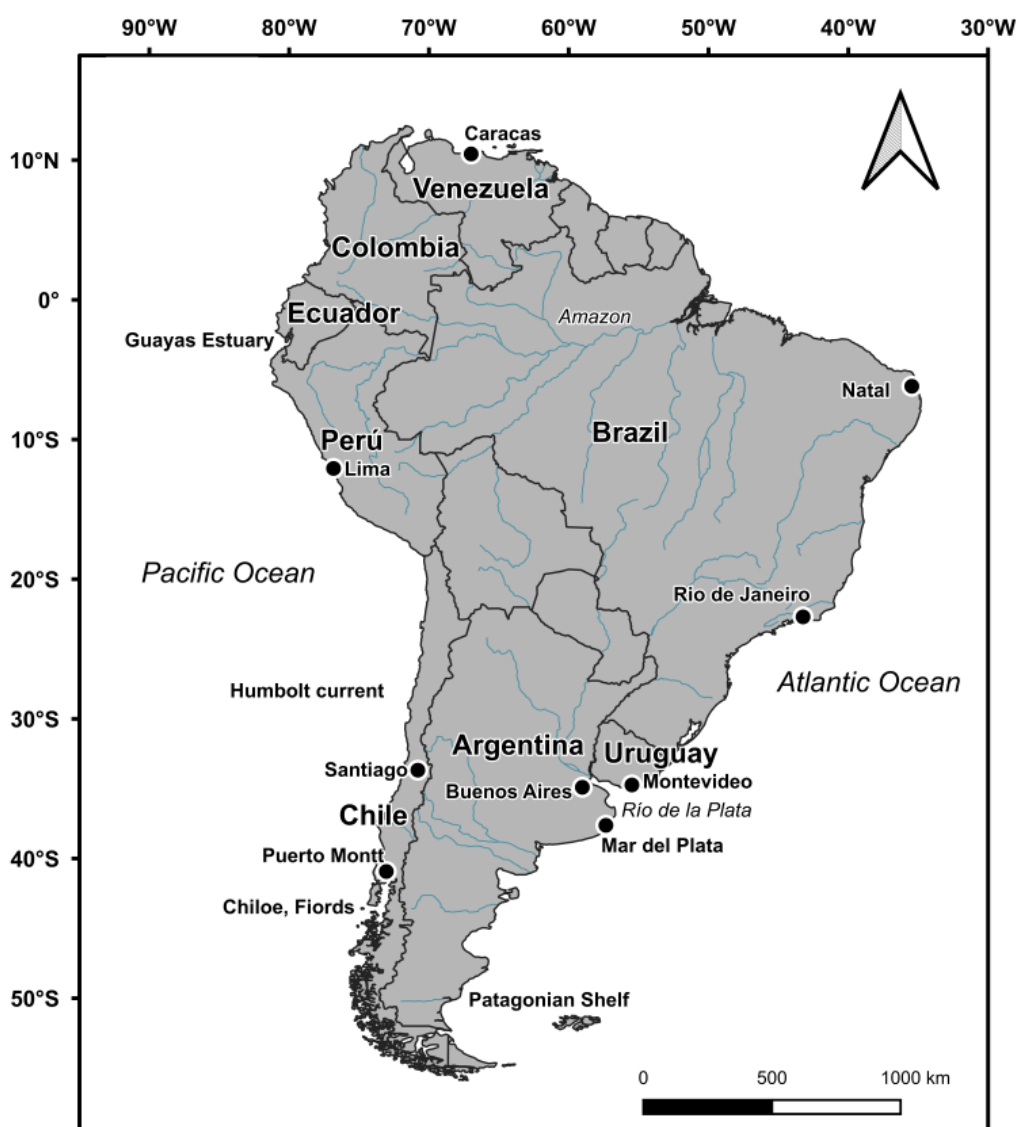 90°W 80°W 70°W 60°W 50°W 40°W 30°W
Caracas
10°N
Venezuela
Colombia
0°
Ecuador
Amazon
Guayas Estuary
Natal
Brazil
10°S
Perú
Lima
Pacific Ocean
20°S
Rio de Janeiro
Atlantic Ocean
Humbolt current
30°S
Argentina
Uruguay
Santiago
Montevideo
Buenos Aires
Río de la Plata
Chile
Mar del Plata
Puerto Montt
40°S
Chiloe, Fiords
50°S
Patagonian Shelf
0 500 1000 km